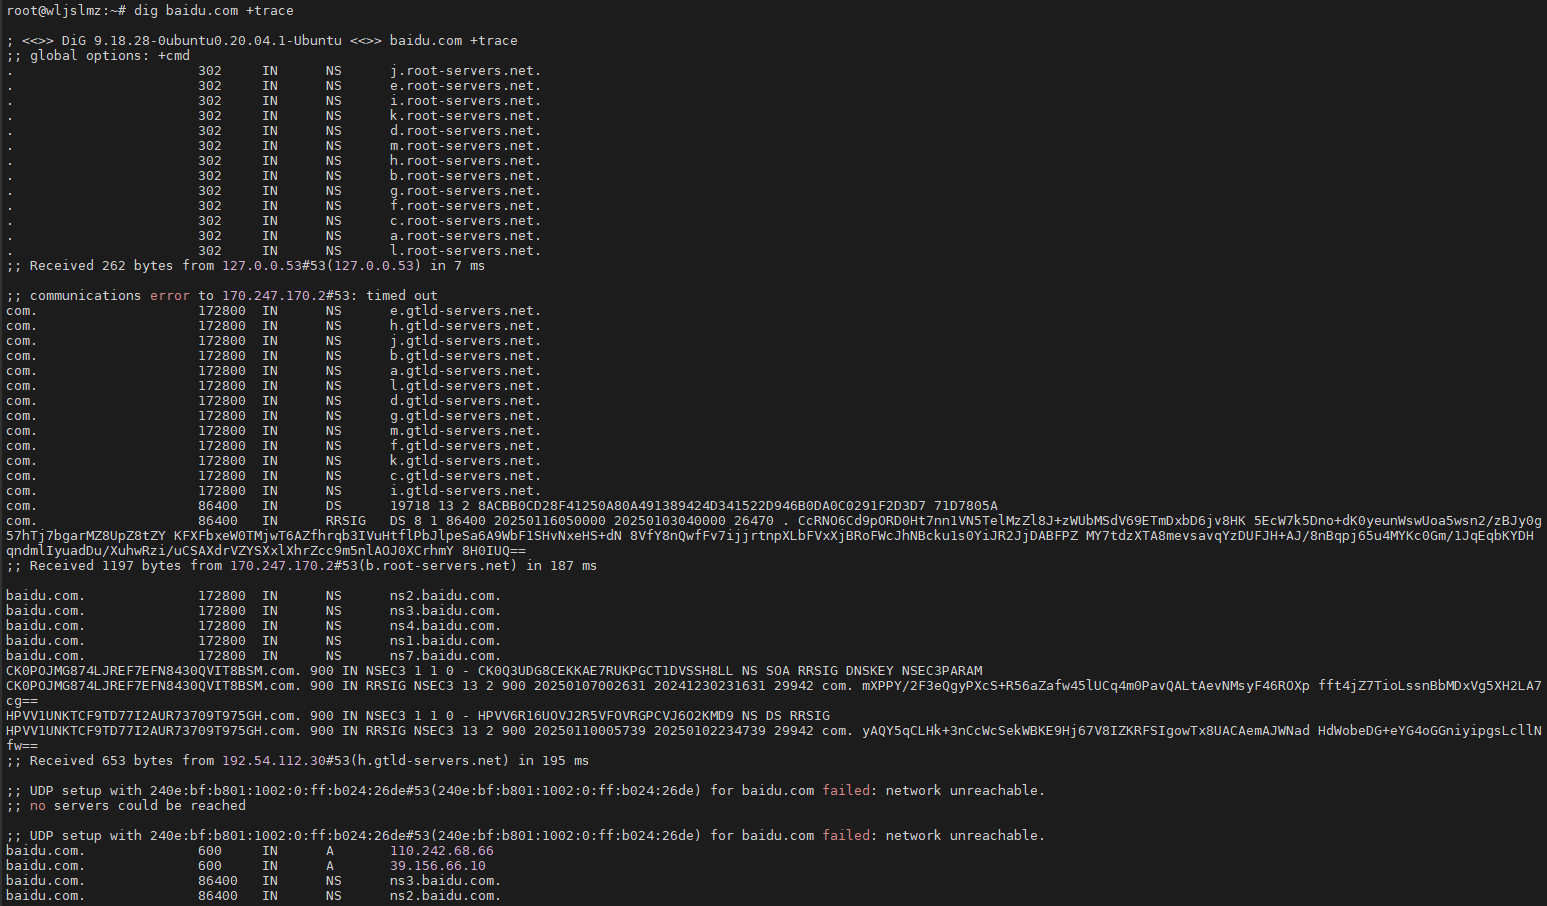 root@wljslmz:~# dig baidu.com +trace
; <<>> DiG 9.18.28-0ubuntu0.20.04.1-Ubuntu <<>> baidu.com +trace
;; global options: +cmd
. 302 IN NS j.root-servers.net.
. 302 IN NS e.root-servers.net.
. 302 IN NS i.root-servers.net.
. 302 IN NS k.root-servers.net.
. 302 IN NS d.root-servers.net.
. 302 IN NS m.root-servers.net.
. 302 IN NS h.root-servers.net.
. 302 IN NS b.root-servers.net.
. 302 IN NS g.root-servers.net.
. 302 IN NS f.root-servers.net.
. 302 IN NS c.root-servers.net.
. 302 IN NS a.root-servers.net.
. 302 IN NS l.root-servers.net.
;; Received 262 bytes from 127.0.0.53#53(127.0.0.53) in 7 ms
;; communications error to 170.247.170.2#53: timed out
com. 172800 IN NS e.gtld-servers.net.
com. 172800 IN NS h.gtld-servers.net.
com. 172800 IN NS j.gtld-servers.net.
com. 172800 IN NS b.gtld-servers.net.
com. 172800 IN NS a.gtld-servers.net.
com. 172800 IN NS l.gtld-servers.net.
com. 172800 IN NS d.gtld-servers.net.
com. 172800 IN NS g.gtld-servers.net.
com. 172800 IN NS m.gtld-servers.net.
com. 172800 IN NS f.gtld-servers.net.
com. 172800 IN NS k.gtld-servers.net.
com. 172800 IN NS c.gtld-servers.net.
com. 172800 IN NS i.gtld-servers.net.
com. 86400 IN DS 19718 13 2 8ACBB0CD28F41250A80A491389424D341522D946B0DA0C0291F2D3D7 71D7805A
com. 86400 IN RRSIG DS 8 1 86400 20250116050000 20250103040000 26470 . CcRNO6Cd9pORD0Ht7nn1VN5TelMzZl8J+zWUbMSdV69ETmDxbD6jv8HK 5EcW7k5Dno+dK0yeunWswUoa5wsn2/zBJy0g
57hTj7bgarMZ8UpZ8tZY KFXFbxeW0TMjwT6AZfhrqb3IVuHtflPbJlpeSa6A9WbF1SHvNxeHS+dN 8VfY8nQwfFv7ijjrtnpXLbFVxXjBRoFWcJhNBcku1s0YiJR2JjDABFPZ MY7tdzXTA8mevsavqYzDUFJH+AJ/8nBqpj65u4MYKc0Gm/1JqEqbKYDH
qndmlIyuadDu/XuhwRzi/uCSAXdrVZYSXxlXhrZcc9m5nlAOJ0XCrhmY 8H0IUQ==
;; Received 1197 bytes from 170.247.170.2#53(b.root-servers.net) in 187 ms
baidu.com. 172800 IN NS ns2.baidu.com.
baidu.com. 172800 IN NS ns3.baidu.com.
baidu.com. 172800 IN NS ns4.baidu.com.
baidu.com. 172800 IN NS ns1.baidu.com.
baidu.com. 172800 IN NS ns7.baidu.com.
CK0POJMG874LJREF7EFN8430QVIT8BSM.com. 900 IN NSEC3 1 1 0 - CK0Q3UDG8CEKKAE7RUKPGCT1DVSSH8LL NS SOA RRSIG DNSKEY NSEC3PARAM
CK0POJMG874LJREF7EFN8430QVIT8BSM.com. 900 IN RRSIG NSEC3 13 2 900 20250107002631 20241230231631 29942 com. mXPPY/2F3eQgyPXcS+R56aZafw45lUCq4m0PavQALtAevNMsyF46ROXp fft4jZ7TioLssnBbMDxVg5XH2LA7
cg==
HPVV1UNKTCF9TD77I2AUR73709T975GH.com. 900 IN NSEC3 1 1 0 - HPVV6R16UOVJ2R5VFOVRGPCVJ6O2KMD9 NS DS RRSIG
HPVV1UNKTCF9TD77I2AUR73709T975GH.com. 900 IN RRSIG NSEC3 13 2 900 20250110005739 20250102234739 29942 com. yAQY5qCLHk+3nCcWcSekWBKE9Hj67V8IZKRFSIgowTx8UACAemAJWNad HdWobeDG+eYG4oGGniyipgsLcllN
fw==
;; Received 653 bytes from 192.54.112.30#53(h.gtld-servers.net) in 195 ms
;; UDP setup with 240e:bf:b801:1002:0:ff:b024:26de#53(240e:bf:b801:1002:0:ff:b024:26de) for baidu.com failed: network unreachable.
;; no servers could be reached
;; UDP setup with 240e:bf:b801:1002:0:ff:b024:26de#53(240e:bf:b801:1002:0:ff:b024:26de) for baidu.com failed: network unreachable.
baidu.com. 600 IN A 110.242.68.66
baidu.com. 600 IN A 39.156.66.10
baidu.com. 86400 IN NS ns3.baidu.com.
baidu.com. 86400 IN NS ns2.baidu.com.